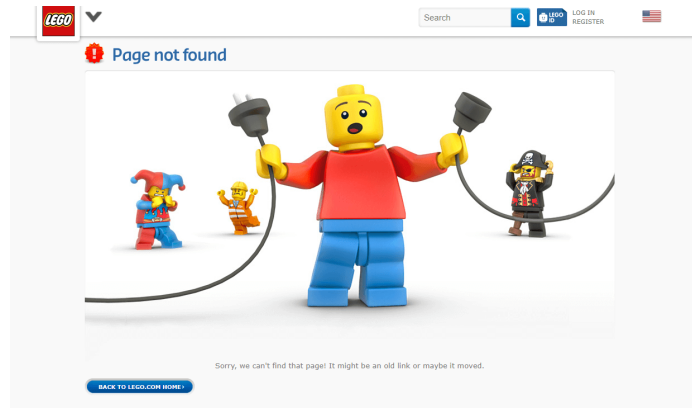 LEGO
Search
LEGO ID
LOG IN
REGISTER
Page not found
Sorry, we can't find that page! It might be an old link or maybe it moved.
BACK TO LEGO.COM HOME ›